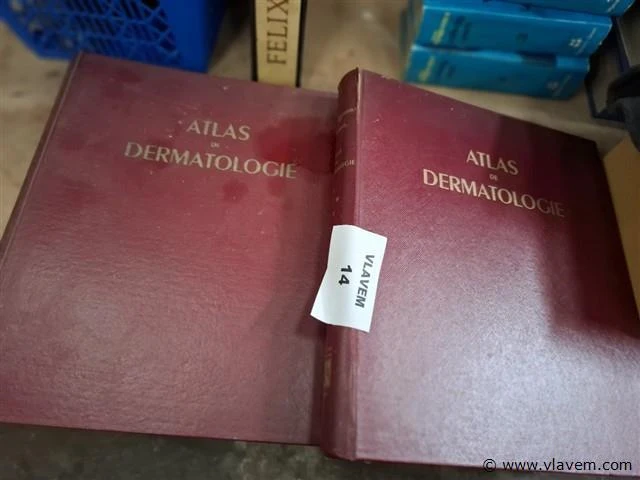 FELIX
ATLAS
DE
DERMATOLOGIE
ATLAS
DE
DERMATOLOGIE
VLAVEM
14
© www.vlavem.com